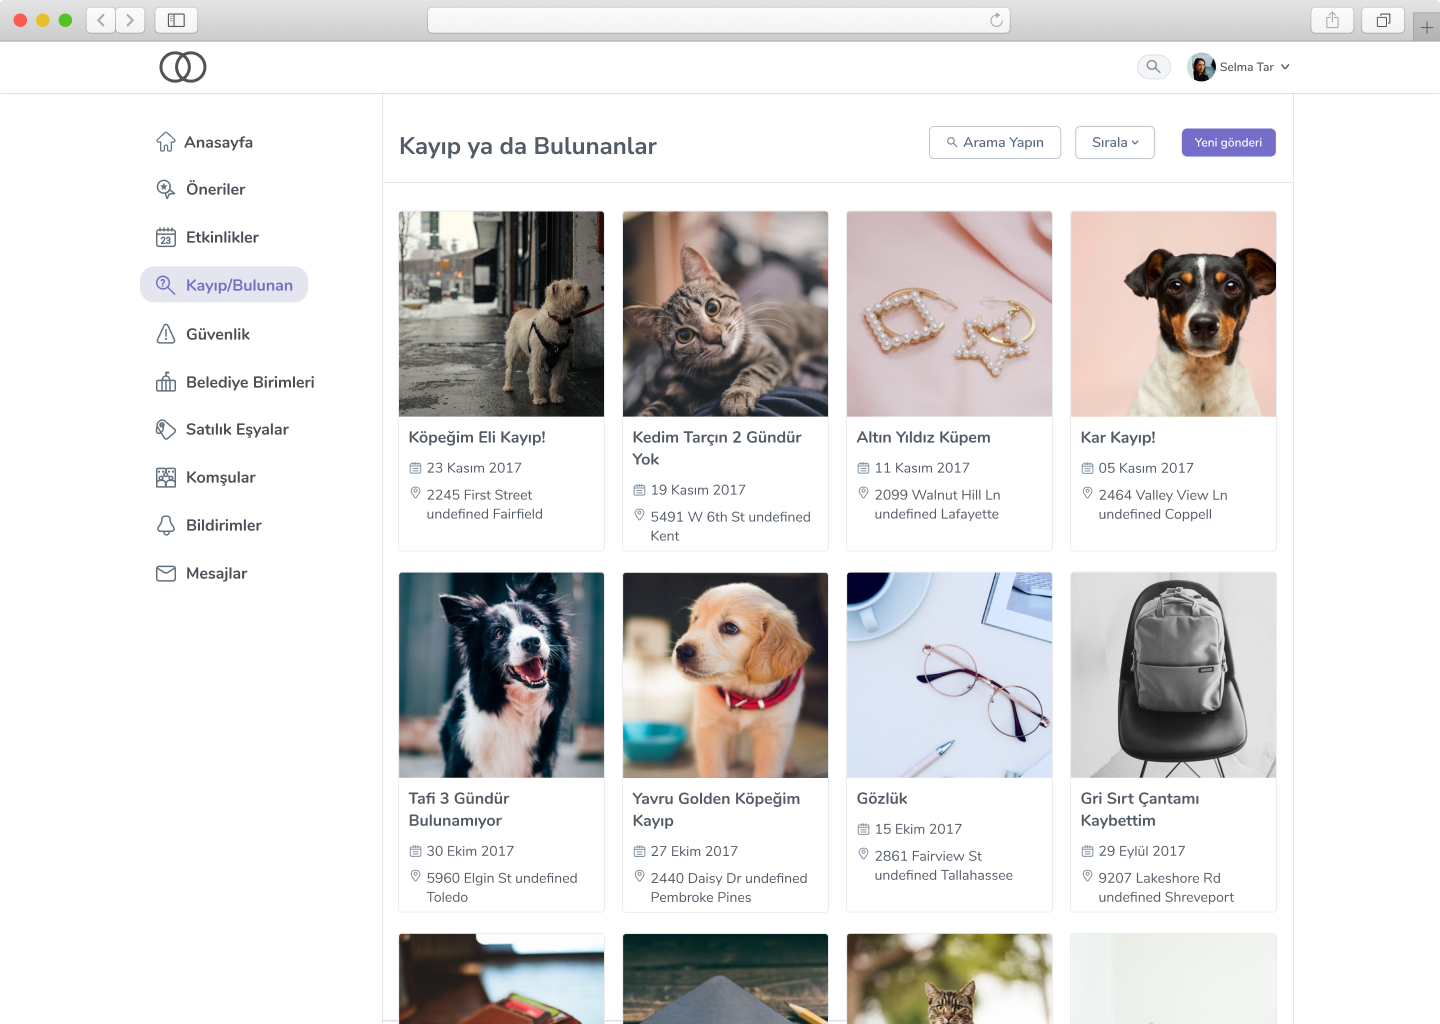 Selma Tar
Anasayfa
Öneriler
23
Etkinlikler
Kayıp/Bulunan
Güvenlik
Belediye Birimleri
Satılık Eşyalar
Komşular
Bildirimler
Mesajlar
Kayıp ya da Bulunanlar
Arama Yapın
Sırala
Yeni gönderi
Köpeğim Eli Kayıp!
23 Kasım 2017
2245 First Street
undefined Fairfield
Kedim Tarçın 2 Gündür
Yok
19 Kasım 2017
5491 W 6th St undefined
Kent
Altın Yıldız Küpem
11 Kasım 2017
2099 Walnut Hill Ln
undefined Lafayette
Kar Kayıp!
05 Kasım 2017
2464 Valley View Ln
undefined Coppell
Tafi 3 Gündür
Bulunamıyor
30 Ekim 2017
5960 Elgin St undefined
Toledo
Yavru Golden Köpeğim
Kayıp
27 Ekim 2017
2440 Daisy Dr undefined
Pembroke Pines
Gözlük
15 Ekim 2017
2861 Fairview St
undefined Tallahassee
Gri Sırt Çantamı
Kaybettim
29 Eylül 2017
9207 Lakeshore Rd
undefined Shreveport